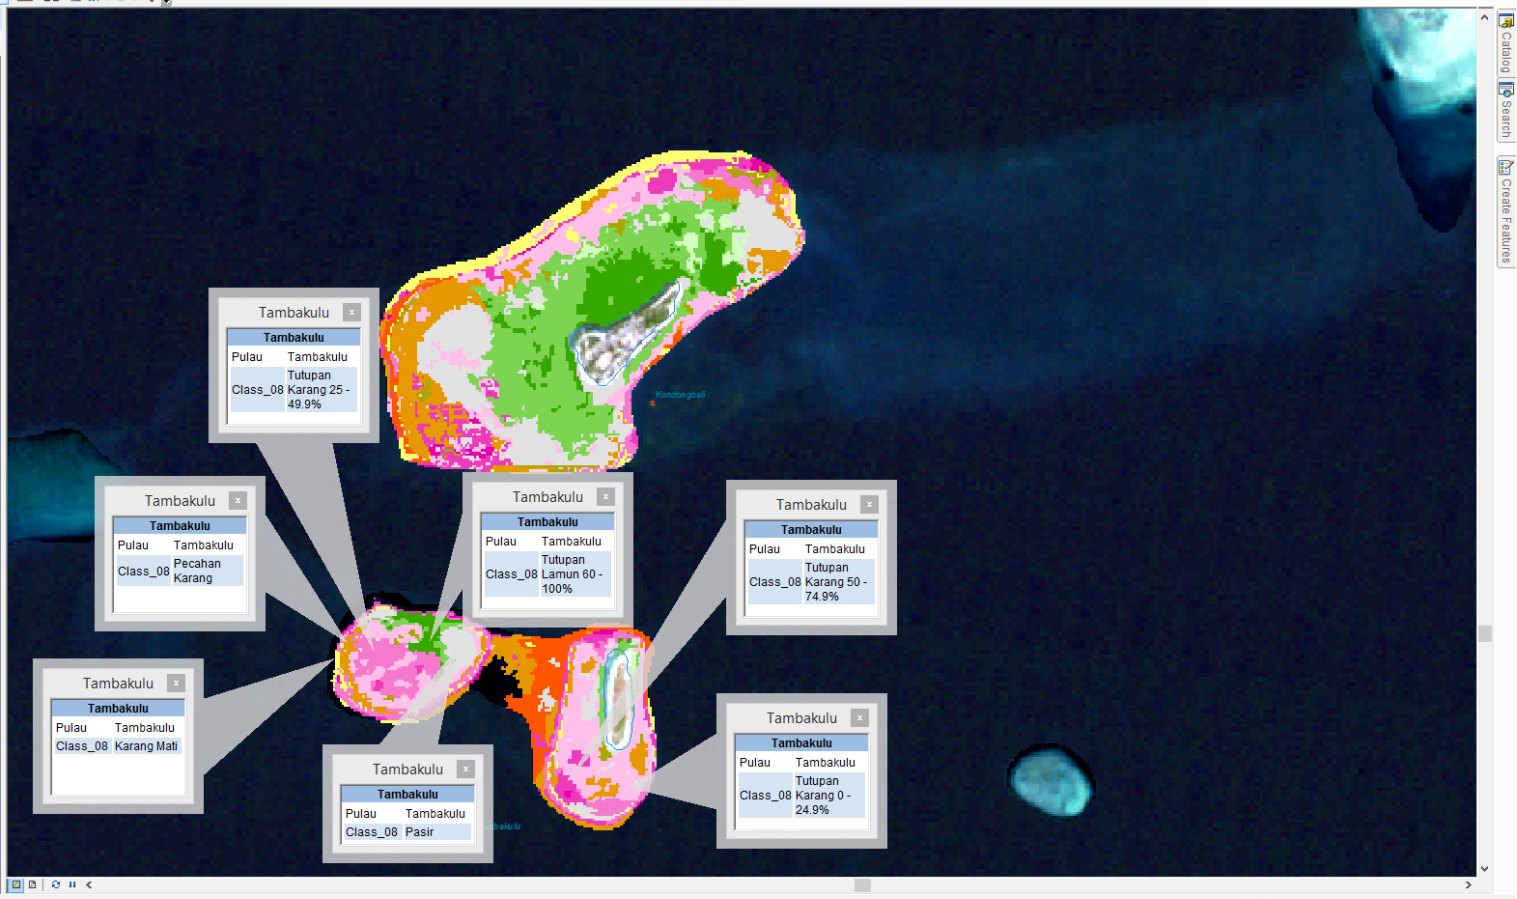 Catalog
Search
Create Features
Tambakulu
x
Tambakulu
Pulau Tambakulu
Class_08 Tutupan
Karang 25 -
49.9%
Kondongbali
Tambakulu
x
Tambakulu
Pulau Tambakulu
Class_08 Pecahan
Karang
Tambakulu
x
Tambakulu
Pulau Tambakulu
Class_08 Tutupan
Lamun 60 -
100%
Tambakulu
x
Tambakulu
Pulau Tambakulu
Class_08 Tutupan
Karang 50 -
74.9%
Tambakulu
x
Tambakulu
Pulau Tambakulu
Class_08 Karang Mati
Tambakulu
x
Tambakulu
Pulau Tambakulu
Class_08 Pasir
Tambakulu
x
Tambakulu
Pulau Tambakulu
Class_08 Tutupan
Karang 0 -
24.9%